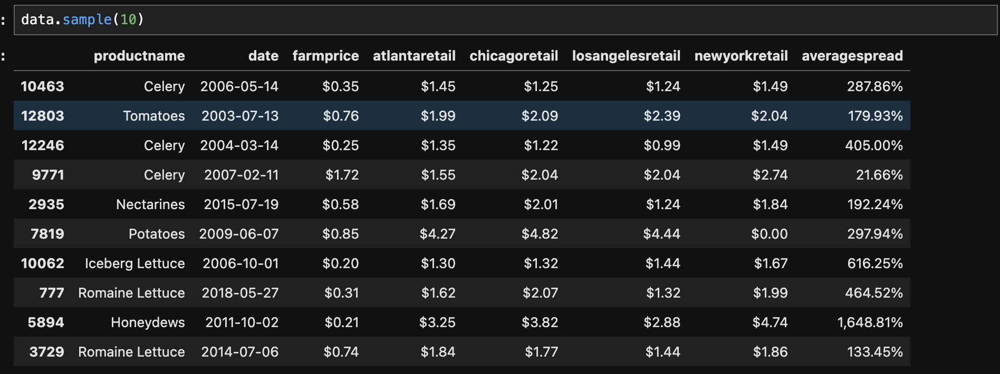 : data.sample(10)
: productname date farmprice atlantaretail chicagoretail losangelesretail newyorkretail averagespread
10463 Celery 2006-05-14 $0.35 $1.45 $1.25 $1.24 $1.49 287.86%
12803 Tomatoes 2003-07-13 $0.76 $1.99 $2.09 $2.39 $2.04 179.93%
12246 Celery 2004-03-14 $0.25 $1.35 $1.22 $0.99 $1.49 405.00%
9771 Celery 2007-02-11 $1.72 $1.55 $2.04 $2.04 $2.74 21.66%
2935 Nectarines 2015-07-19 $0.58 $1.69 $2.01 $1.24 $1.84 192.24%
7819 Potatoes 2009-06-07 $0.85 $4.27 $4.82 $4.44 $0.00 297.94%
10062 Iceberg Lettuce 2006-10-01 $0.20 $1.30 $1.32 $1.44 $1.67 616.25%
777 Romaine Lettuce 2018-05-27 $0.31 $1.62 $2.07 $1.32 $1.99 464.52%
5894 Honeydews 2011-10-02 $0.21 $3.25 $3.82 $2.88 $4.74 1,648.81%
3729 Romaine Lettuce 2014-07-06 $0.74 $1.84 $1.77 $1.44 $1.86 133.45%